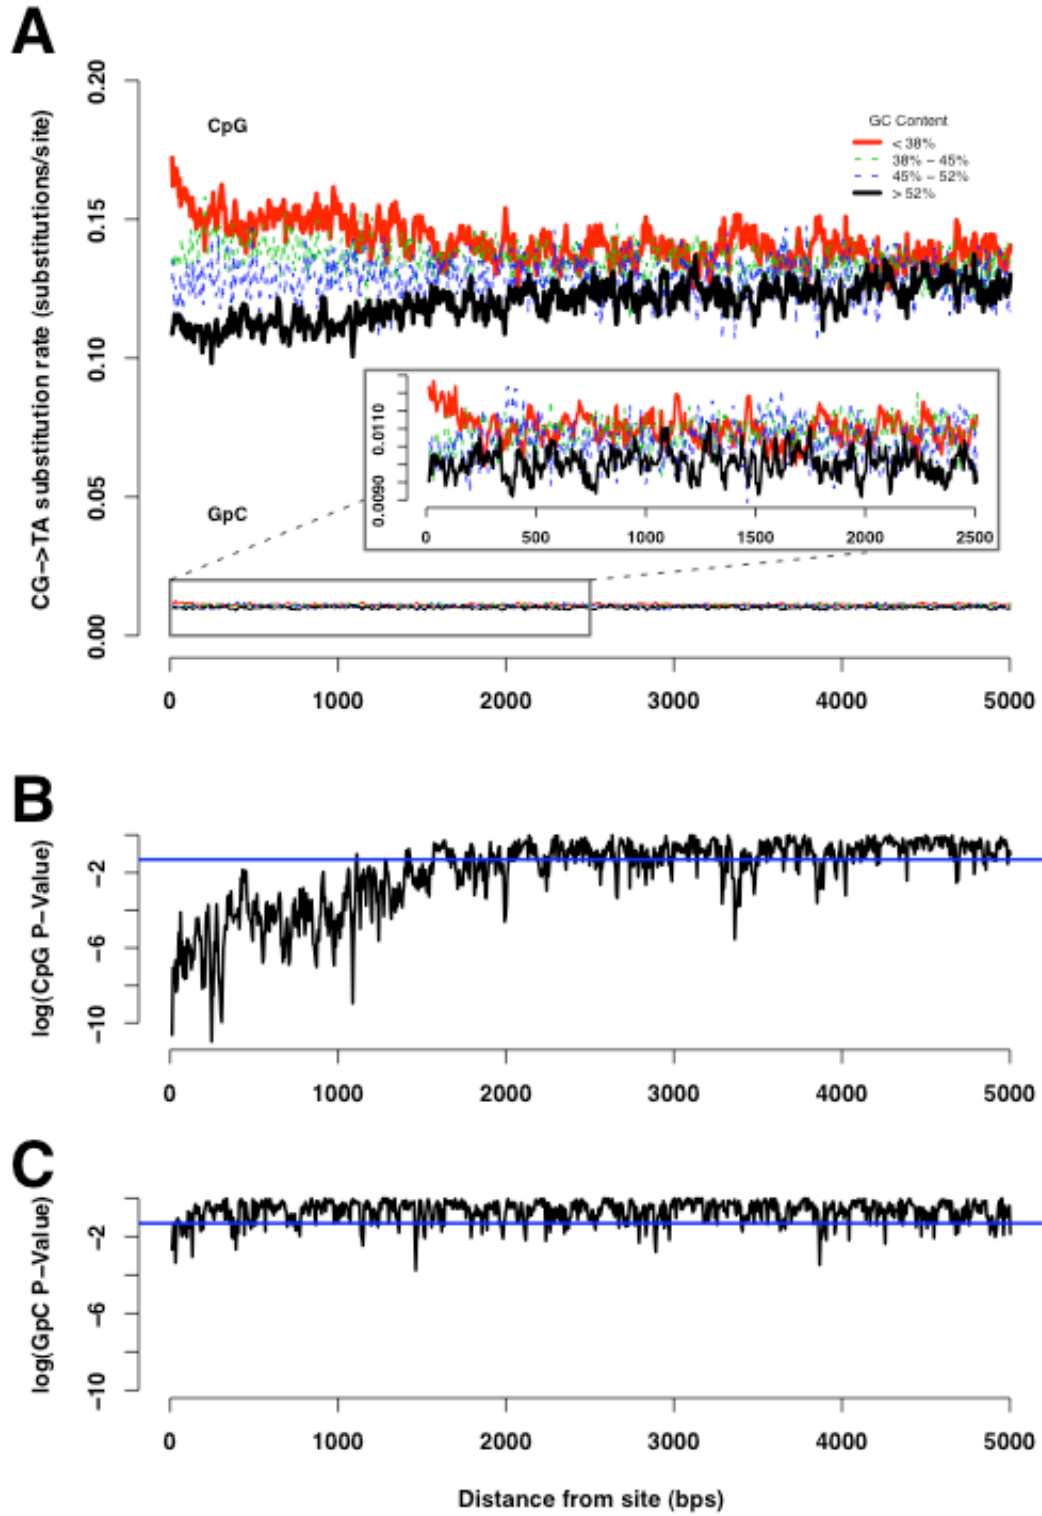 A
CG->TA substitution rate (substitutions/site)
0.20
0.15
0.10
0.05
0.00
CpG
GC Content
< 38%
38% – 45%
45% – 52%
> 52%
0.0110
0.0090
0 500 1000 1500 2000 2500
GpC
0 1000 2000 3000 4000 5000
B
log(CpG P–Value)
–2
–6
–10
0 1000 2000 3000 4000 5000
C
log(GpC P–Value)
–2
–6
–10
0 1000 2000 3000 4000 5000
Distance from site (bps)